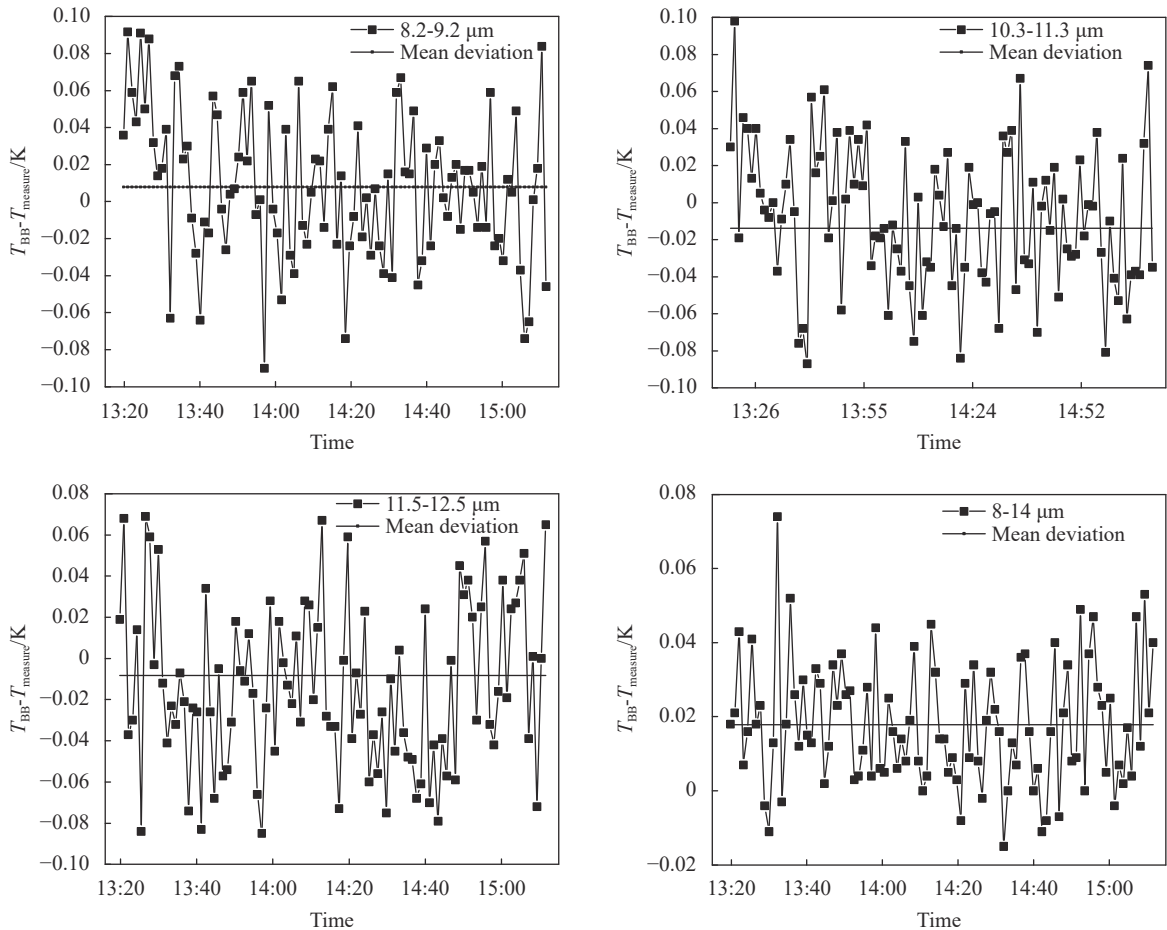 0.10
0.08
0.06
0.04
0.02
0
−0.02
−0.04
−0.06
−0.08
−0.10
T_BB-T_measure/K
8.2-9.2 μm
Mean deviation
13:20 13:40 14:00 14:20 14:40 15:00
Time
0.10
0.08
0.06
0.04
0.02
0
−0.02
−0.04
−0.06
−0.08
−0.10
T_BB-T_measure/K
10.3-11.3 μm
Mean deviation
13:26 13:55 14:24 14:52
Time
0.08
0.06
0.04
0.02
0
−0.02
−0.04
−0.06
−0.08
−0.10
T_BB-T_measure/K
11.5-12.5 μm
Mean deviation
13:20 13:40 14:00 14:20 14:40 15:00
Time
0.08
0.06
0.04
0.02
0
−0.02
T_BB-T_measure/K
8-14 μm
Mean deviation
13:20 13:40 14:00 14:20 14:40 15:00
Time